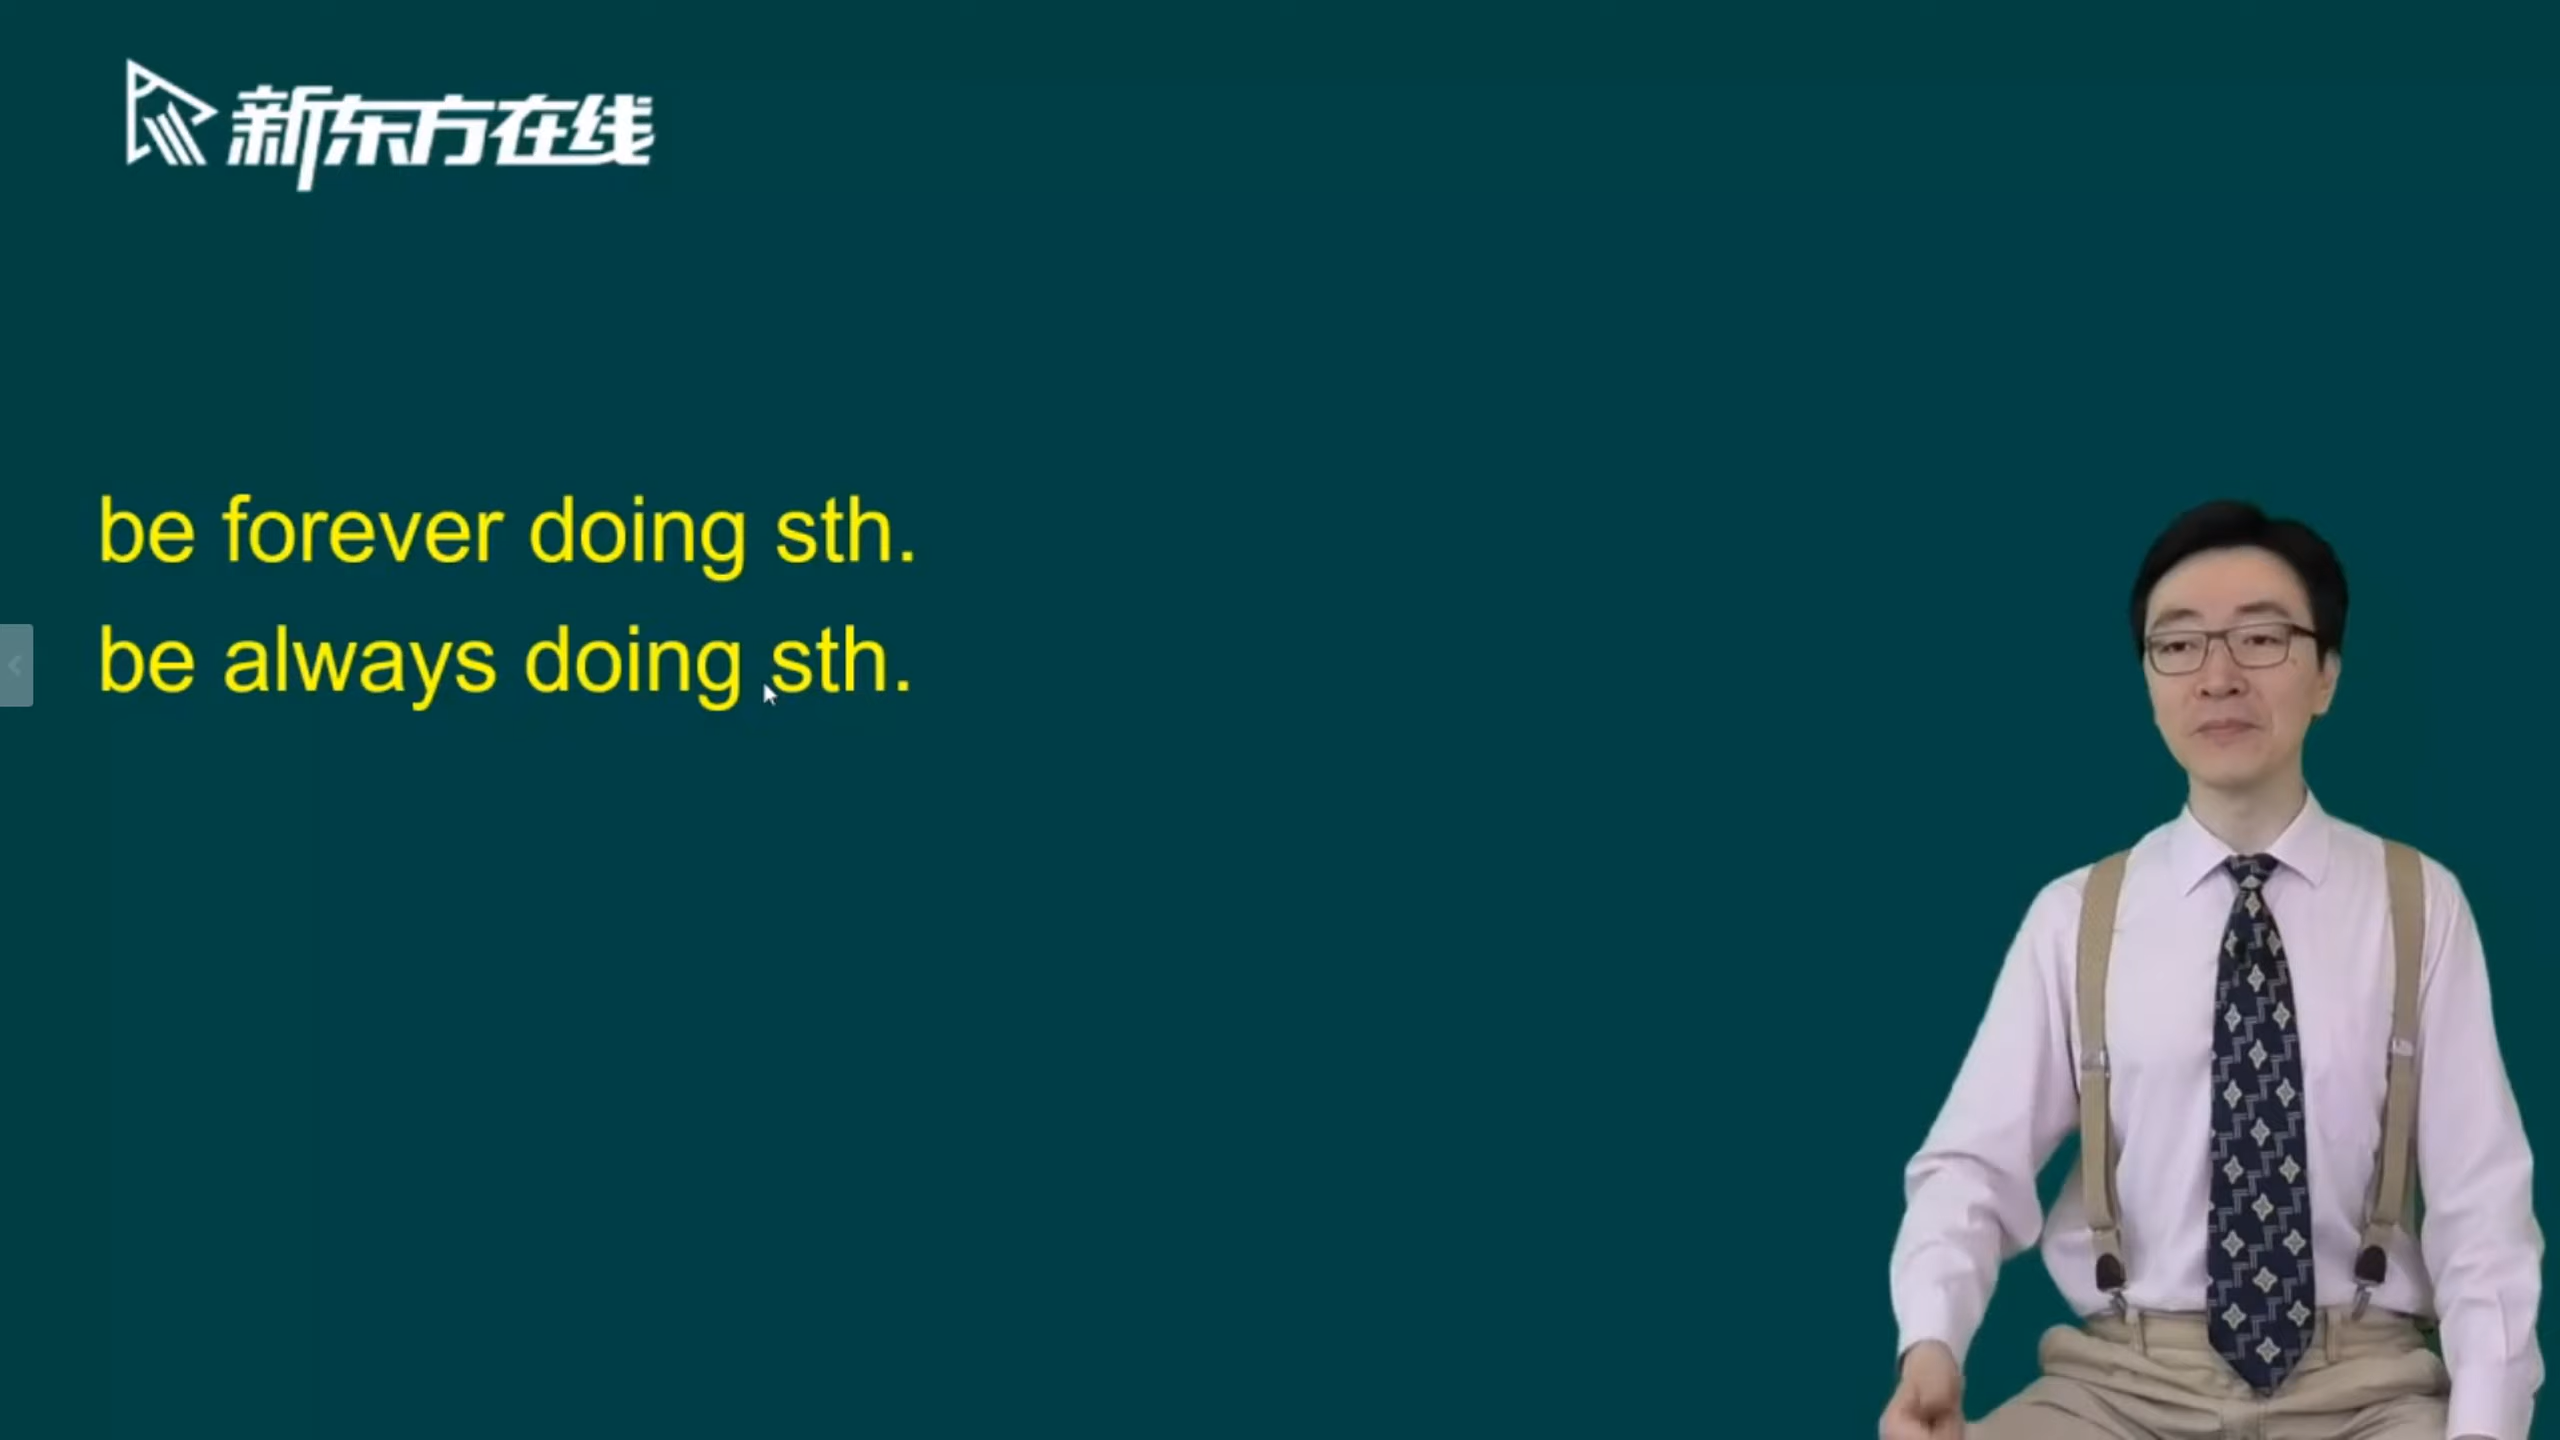 新东方在线
be forever doing sth.
be always doing sth.